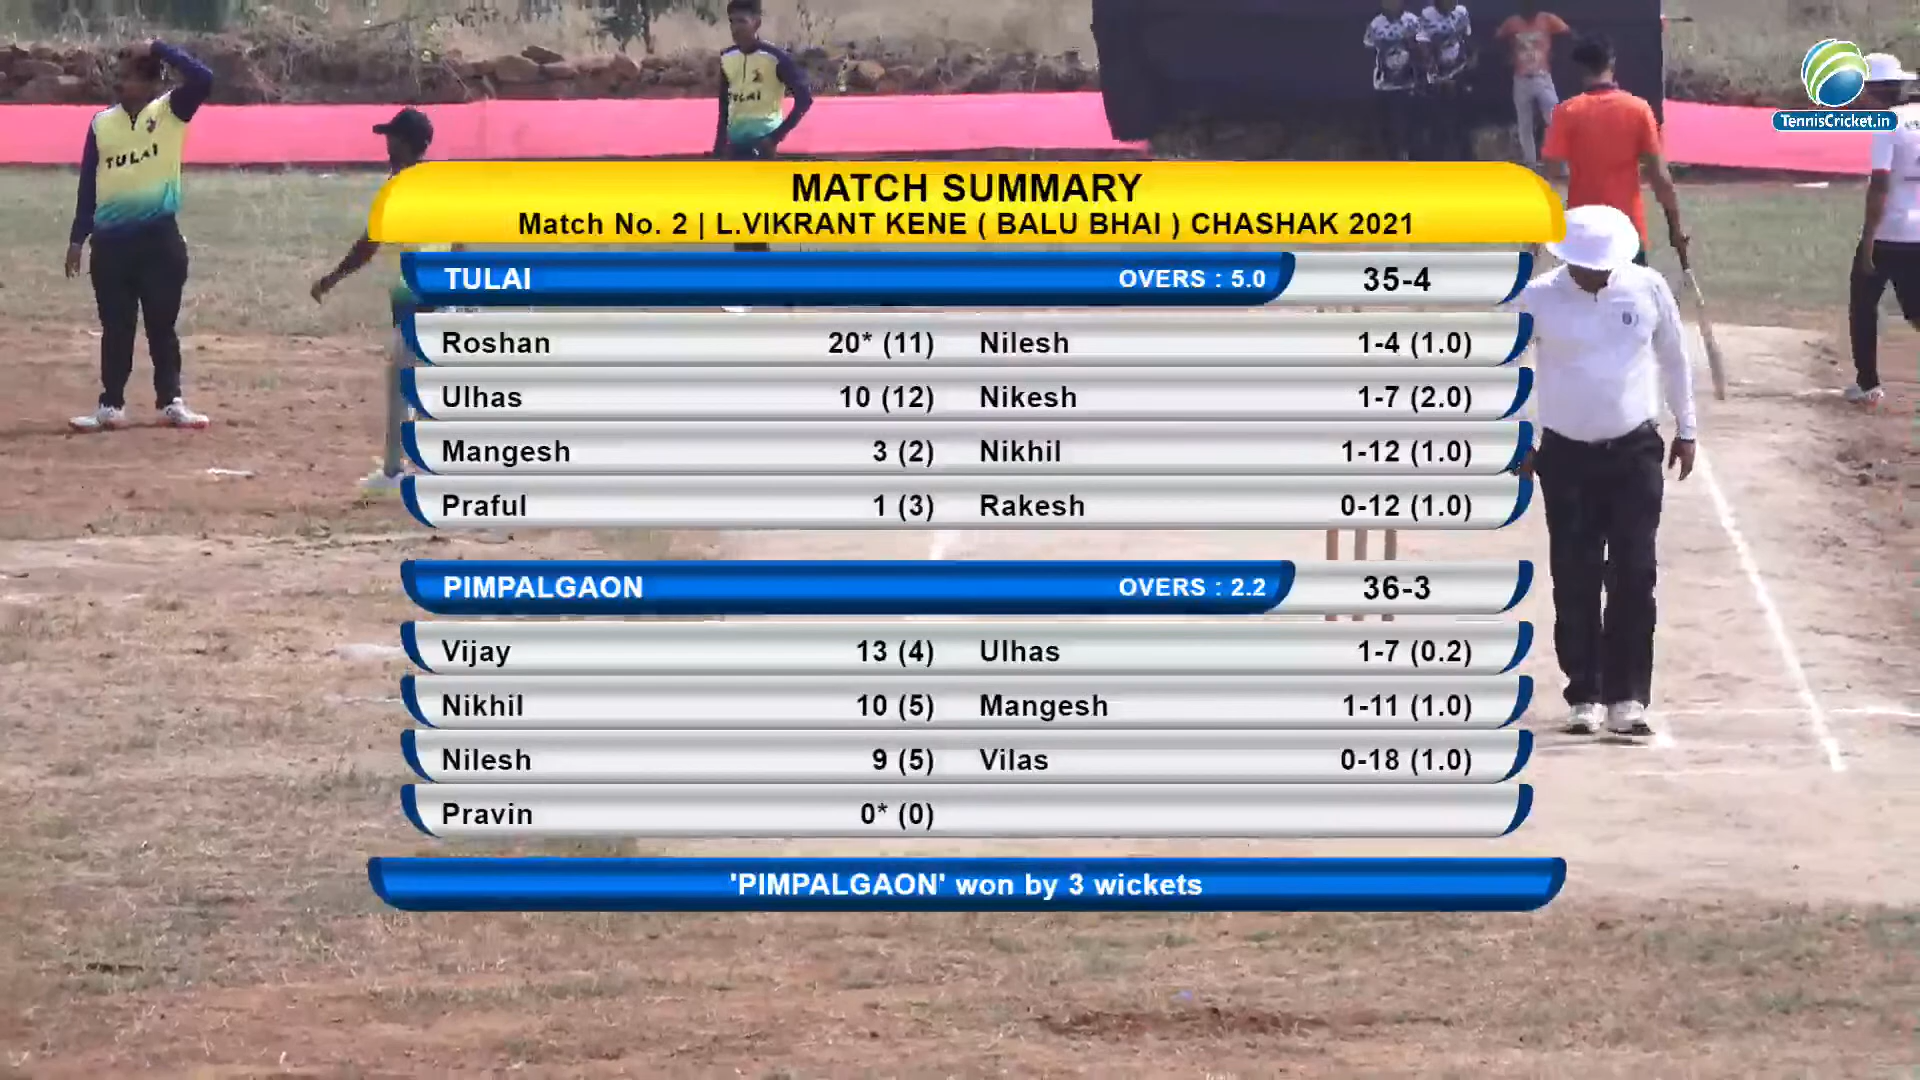 TennisCricket.in
TULAI
TULAI
MATCH SUMMARY
Match No. 2 | L.VIKRANT KENE ( BALU BHAI ) CHASHAK 2021
TULAI OVERS : 5.0 35-4
Roshan 20* (11) Nilesh 1-4 (1.0)
Ulhas 10 (12) Nikesh 1-7 (2.0)
Mangesh 3 (2) Nikhil 1-12 (1.0)
Praful 1 (3) Rakesh 0-12 (1.0)
PIMPALGAON OVERS : 2.2 36-3
Vijay 13 (4) Ulhas 1-7 (0.2)
Nikhil 10 (5) Mangesh 1-11 (1.0)
Nilesh 9 (5) Vilas 0-18 (1.0)
Pravin 0* (0)
'PIMPALGAON' won by 3 wickets